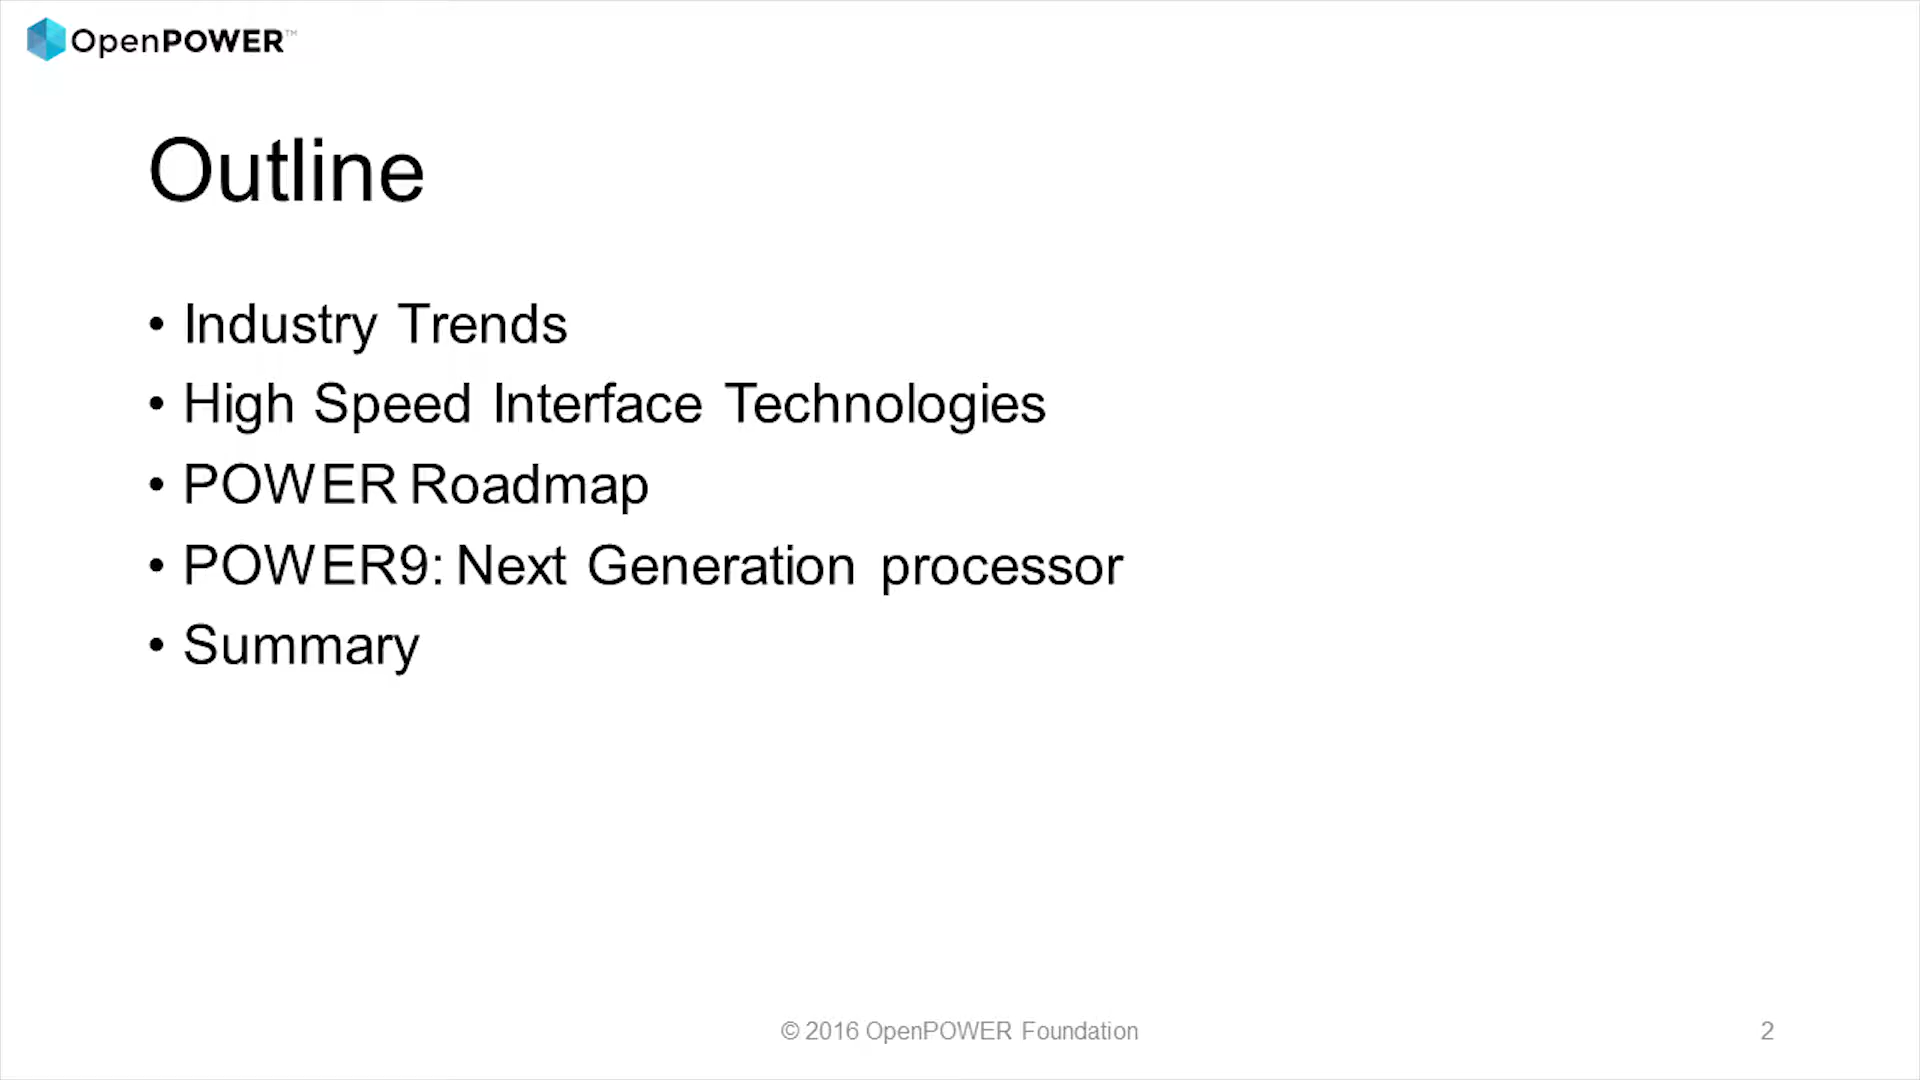 OpenPOWER™
Outline
• Industry Trends
• High Speed Interface Technologies
• POWER Roadmap
• POWER9: Next Generation processor
• Summary
© 2016 OpenPOWER Foundation
2